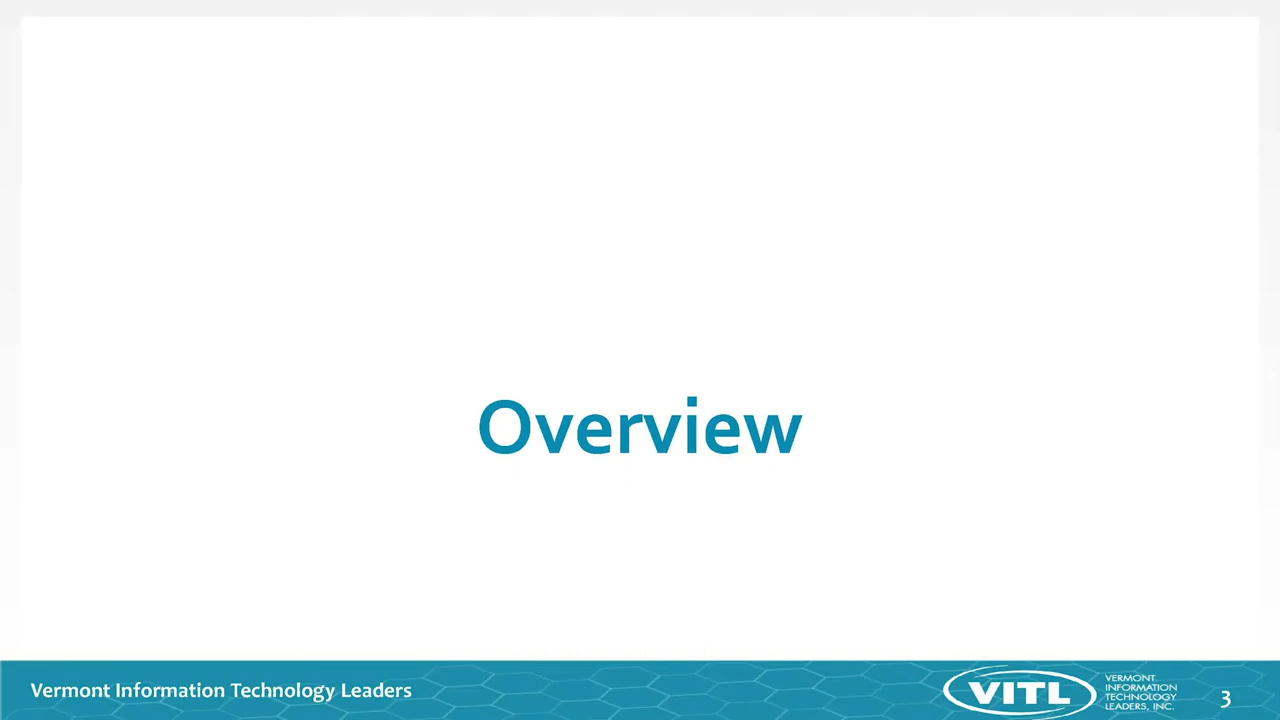 Overview
Vermont Information Technology Leaders
VITL
VERMONT
INFORMATION
TECHNOLOGY
LEADERS, INC.
3